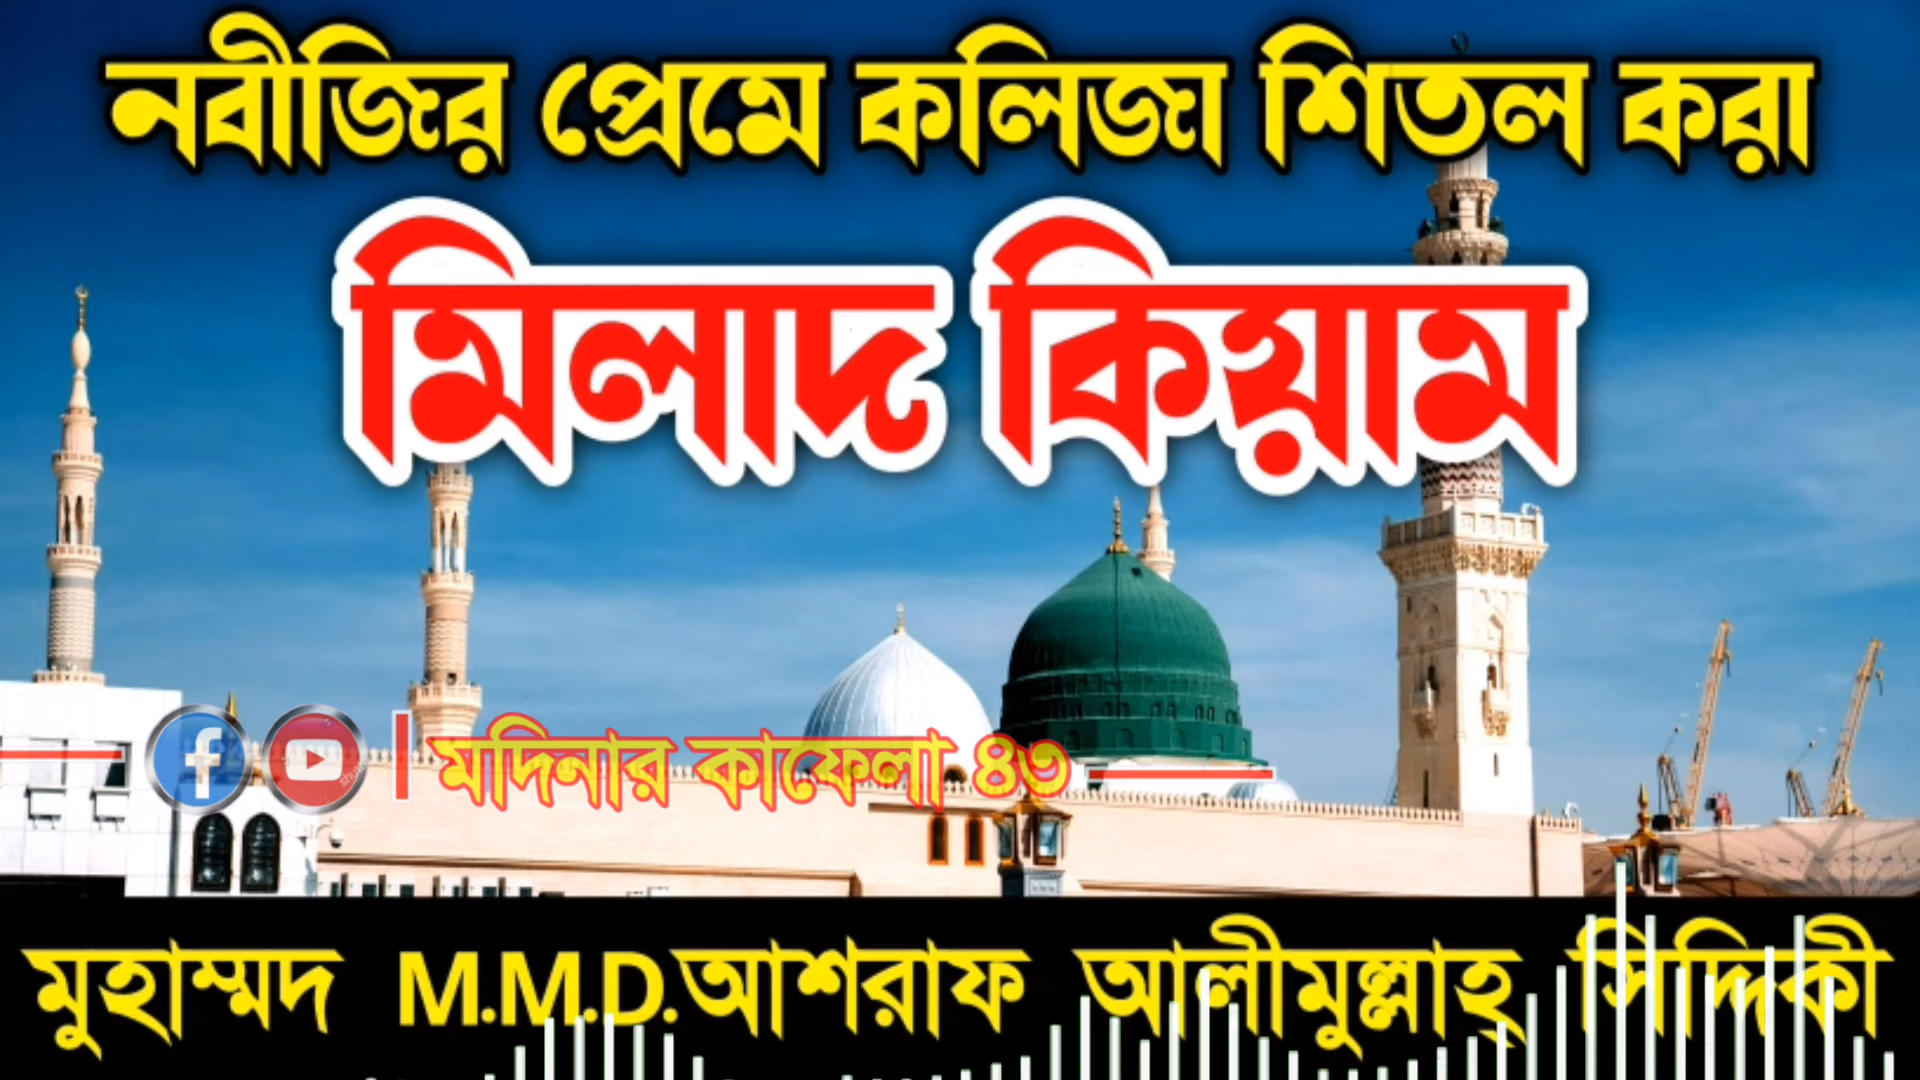 নবীজির প্রেমে কলিজা শিতল করা
মিলাদ কিয়াম
মদিনার কাফেলা ৪৩
মুহাম্মদ M.M.D.আশরাফ আলীমুল্লাহ্ সিদ্দিকী